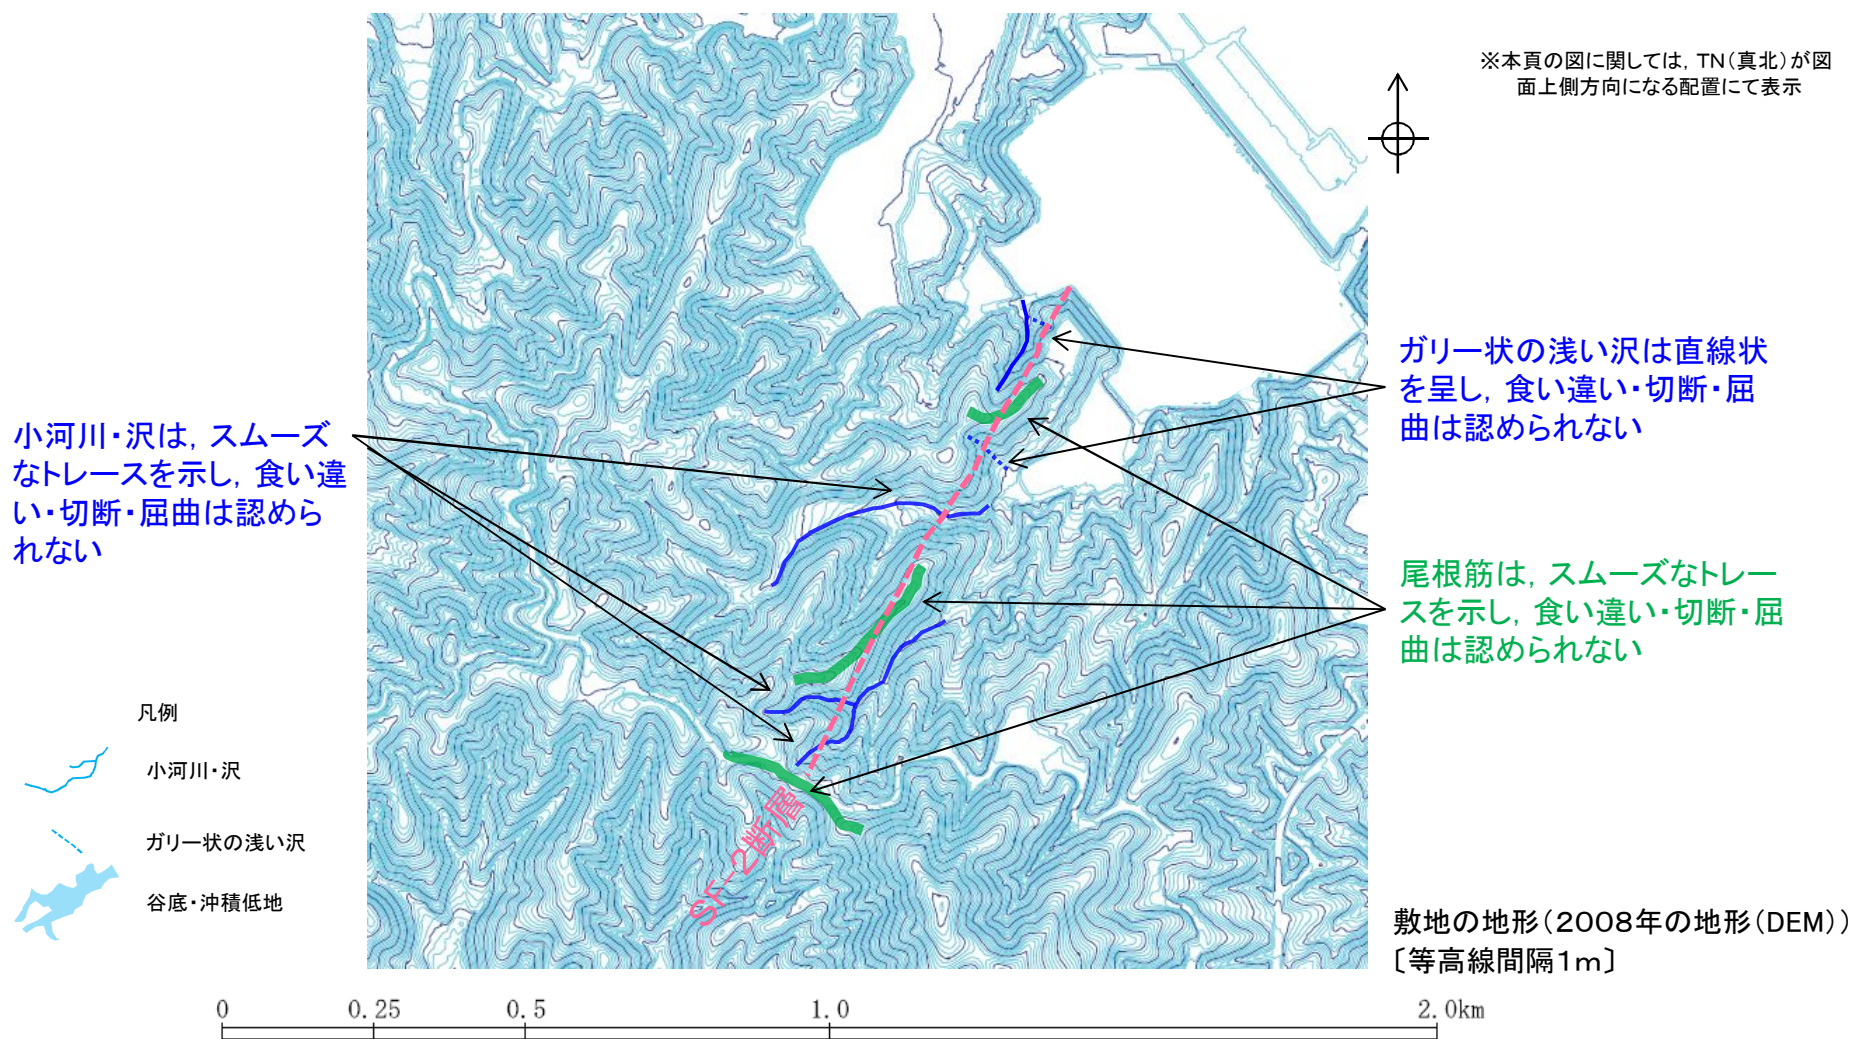 ※本頁の図に関しては，TN（真北）が図
面上側方向になる配置にて表示
ガリー状の浅い沢は直線状
を呈し，食い違い・切断・屈
曲は認められない
小河川・沢は，スムーズ
なトレースを示し，食い違
い・切断・屈曲は認めら
れない
尾根筋は，スムーズなトレー
スを示し，食い違い・切断・屈
曲は認められない
凡例
小河川・沢
ガリー状の浅い沢
谷底・沖積低地
SF-2断層
敷地の地形（2008年の地形（DEM））
〔等高線間隔1m〕
0 0.25 0.5 1.0 2.0km